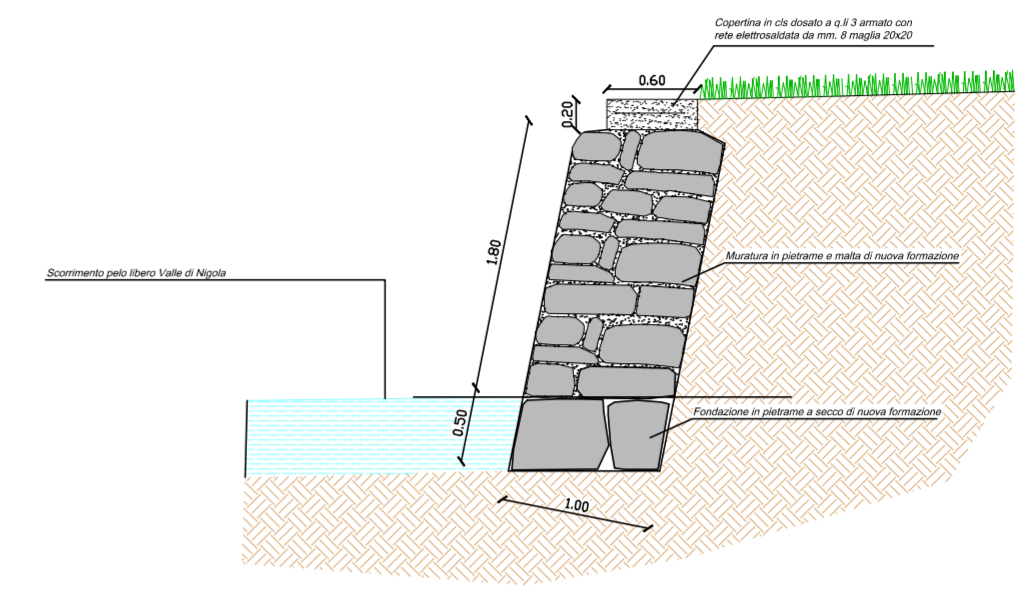 Copertina in cls dosato a q.li 3 armato con
rete elettrosaldata da mm. 8 maglia 20x20
0.60
0.20
1.80
Muratura in pietrame e malta di nuova formazione
Scorrimento pelo libero Valle di Nigola
0.50
Fondazione in pietrame a secco di nuova formazione
1.00